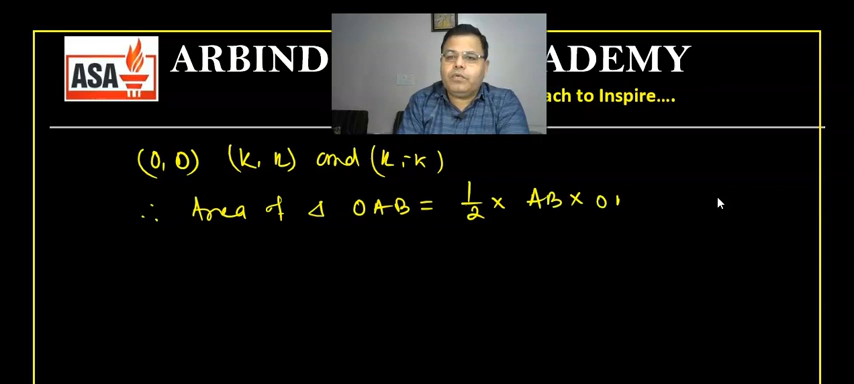 ASA
ARBIND ADEMY
ach to Inspire....
(0, 0) (k, k) and (k, -k)
∴ Area of Δ OAB = 1/2 × AB × O